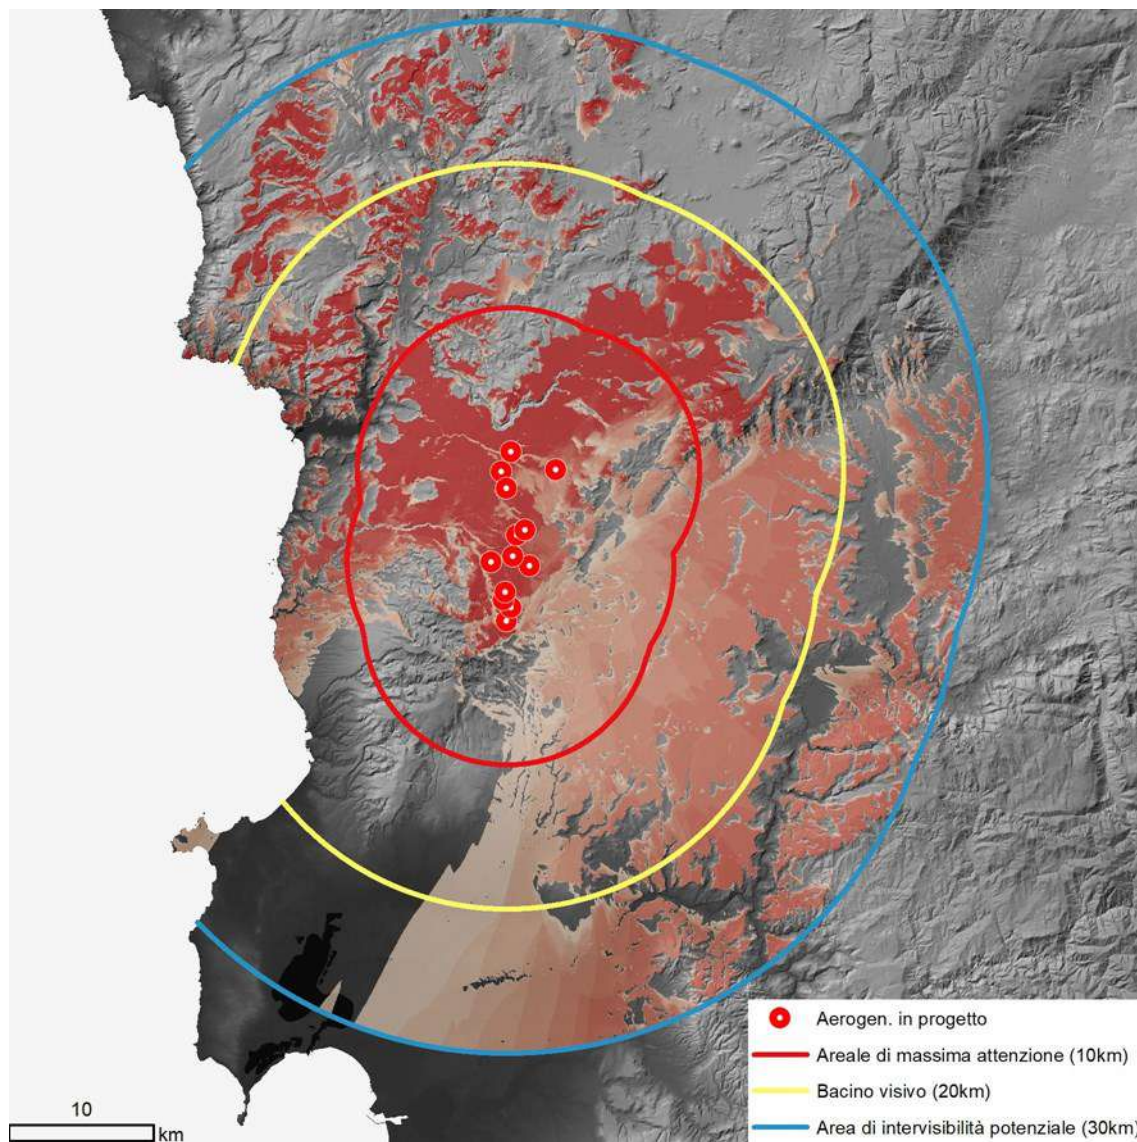 Aerogen. in progetto
Areale di massima attenzione (10km)
Bacino visivo (20km)
Area di intervisibilità potenziale (30km)
10
km